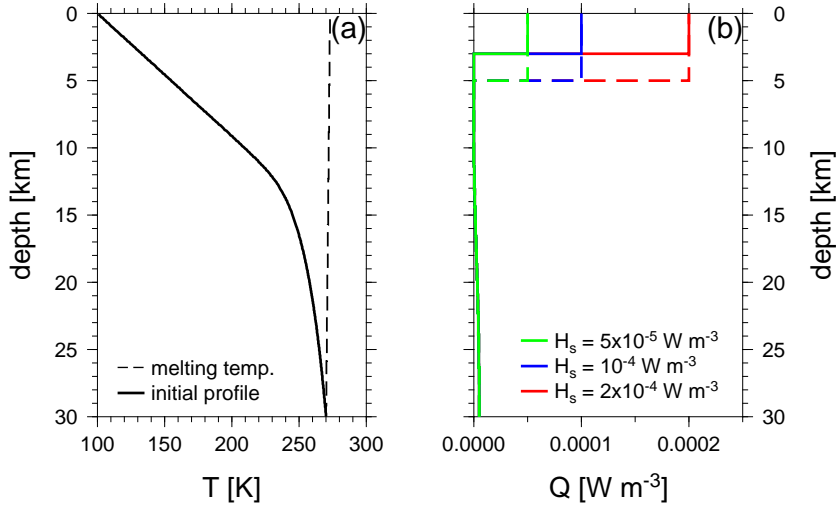 (a)
0
5
10
15
20
25
30
depth [km]
melting temp.
initial profile
100 150 200 250 300
T [K]
(b)
0
5
10
15
20
25
30
depth [km]
Hₛ = 5x10⁻⁵ W m⁻³
Hₛ = 10⁻⁴ W m⁻³
Hₛ = 2x10⁻⁴ W m⁻³
0.0000 0.0001 0.0002
Q [W m⁻³]